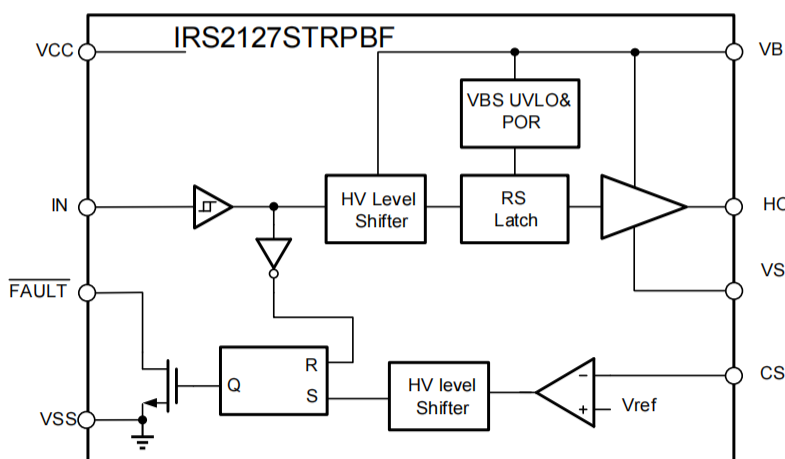 IRS2127STRPBF
VCC
VB
VBS UVLO&
POR
IN
HV Level
Shifter
RS
Latch
HO
VS
FAULT
R
Q
S
HV level
Shifter
−
+
Vref
CS
VSS